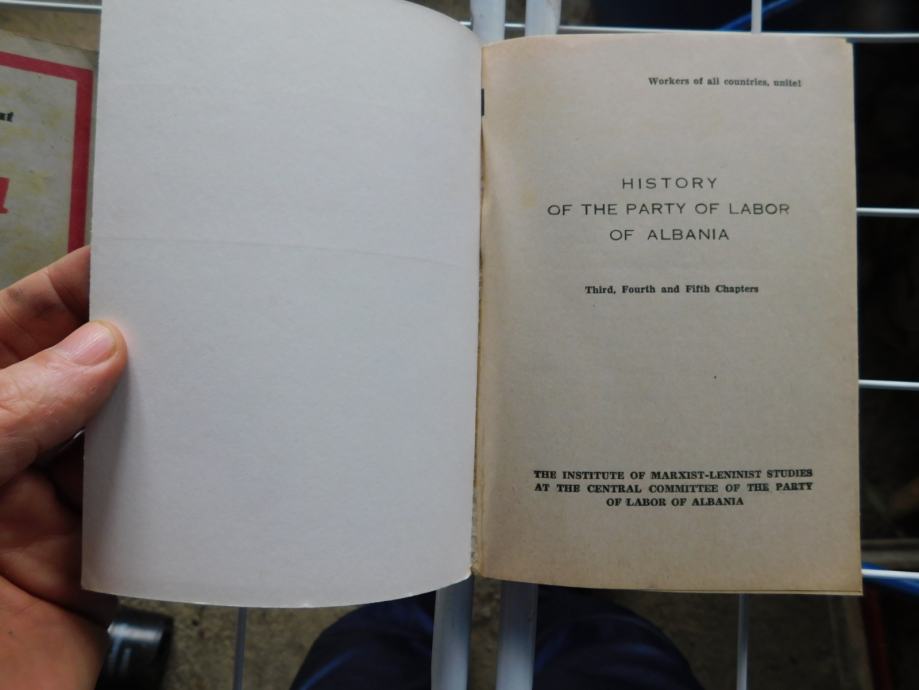 Workers of all countries, unite!
HISTORY
OF THE PARTY OF LABOR
OF ALBANIA
Third, Fourth and Fifth Chapters
THE INSTITUTE OF MARXIST-LENINIST STUDIES
AT THE CENTRAL COMMITTEE OF THE PARTY
OF LABOR OF ALBANIA